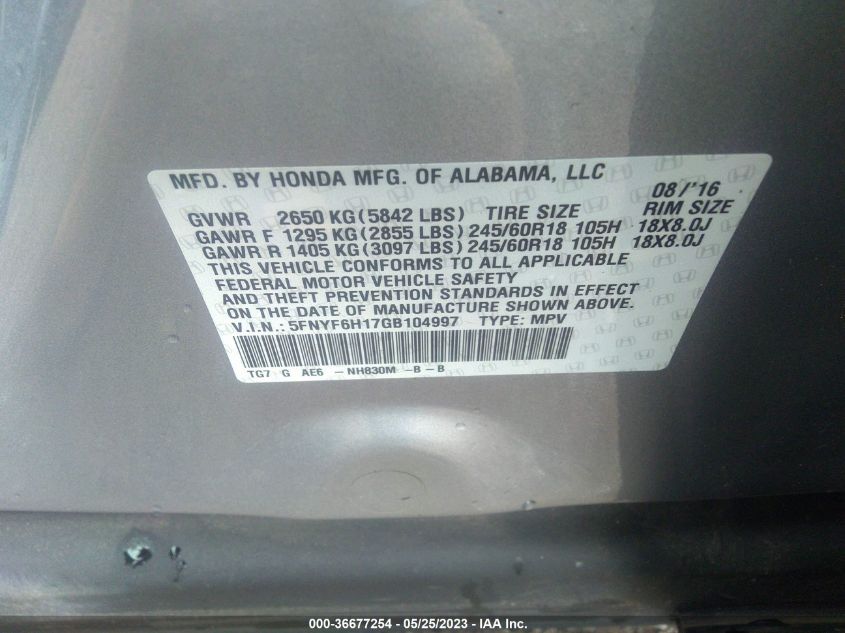 MFD. BY HONDA MFG. OF ALABAMA, LLC 08/'16
GVWR 2650 KG(5842 LBS) TIRE SIZE RIM SIZE
GAWR F 1295 KG(2855 LBS)245/60R18 105H 18X8.0J
GAWR R 1405 KG(3097 LBS)245/60R18 105H 18X8.0J
THIS VEHICLE CONFORMS TO ALL APPLICABLE
FEDERAL MOTOR VEHICLE SAFETY
AND THEFT PREVENTION STANDARDS IN EFFECT
ON THE DATE OF MANUFACTURE SHOWN ABOVE.
V.I.N.: 5FNYF6H17GB104997 TYPE: MPV
TG7 G AE6 – NH830M –B – B
000-36677254 - 05/25/2023 - IAA Inc.